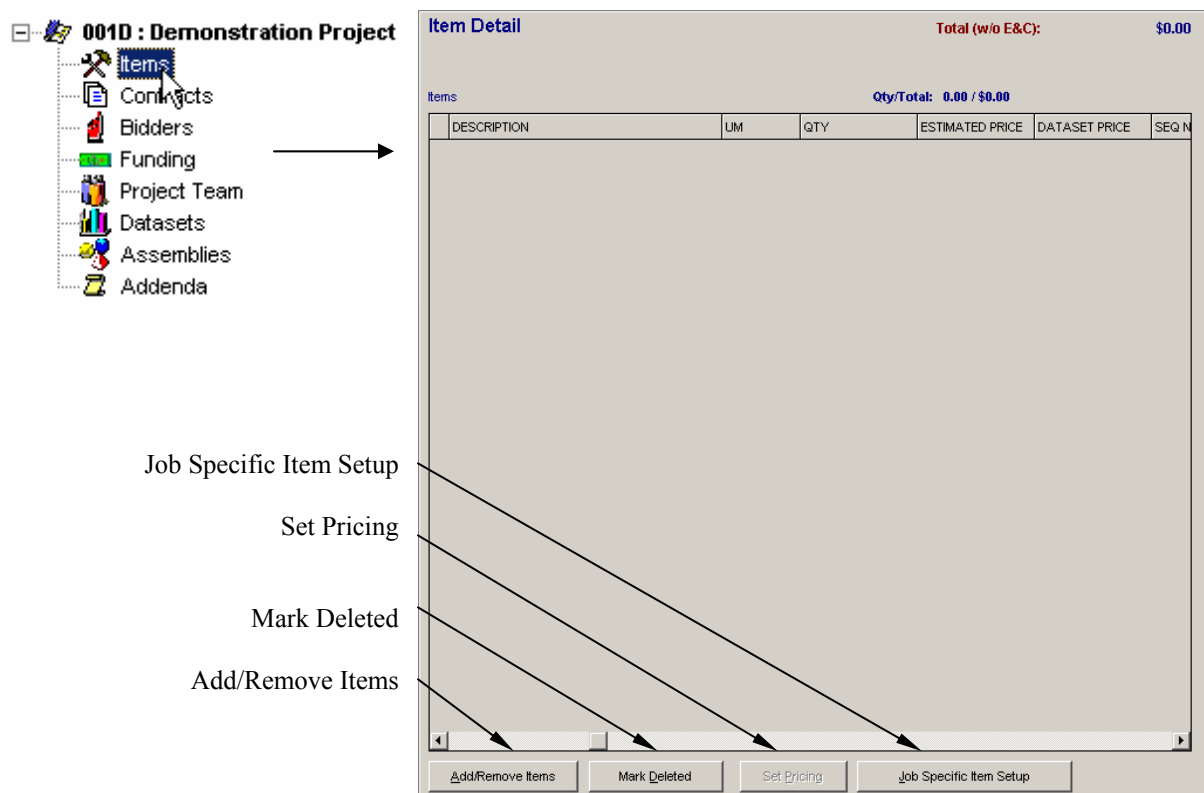 001D : Demonstration Project
Items
Contracts
Bidders
Funding
Project Team
Datasets
Assemblies
Addenda
Item Detail
Total (w/o E&C): $0.00
Items
Qty/Total: 0.00 / $0.00
DESCRIPTION UM QTY ESTIMATED PRICE DATASET PRICE SEQ N
Job Specific Item Setup
Set Pricing
Mark Deleted
Add/Remove Items
Add/Remove Items Mark Deleted Set Pricing Job Specific Item Setup